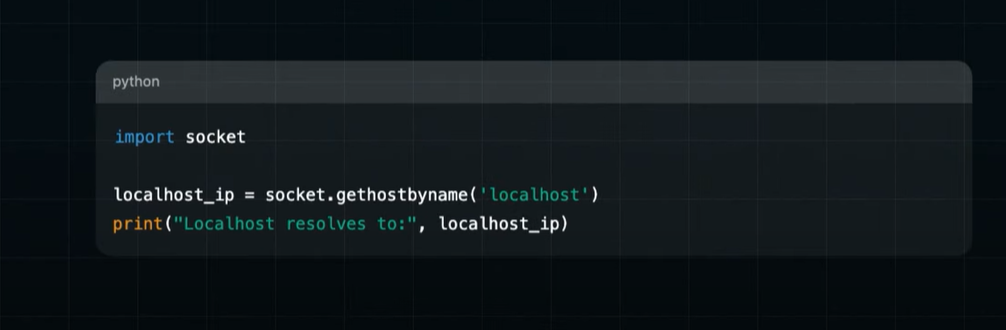 python
import socket
localhost_ip = socket.gethostbyname('localhost')
print("Localhost resolves to:", localhost_ip)